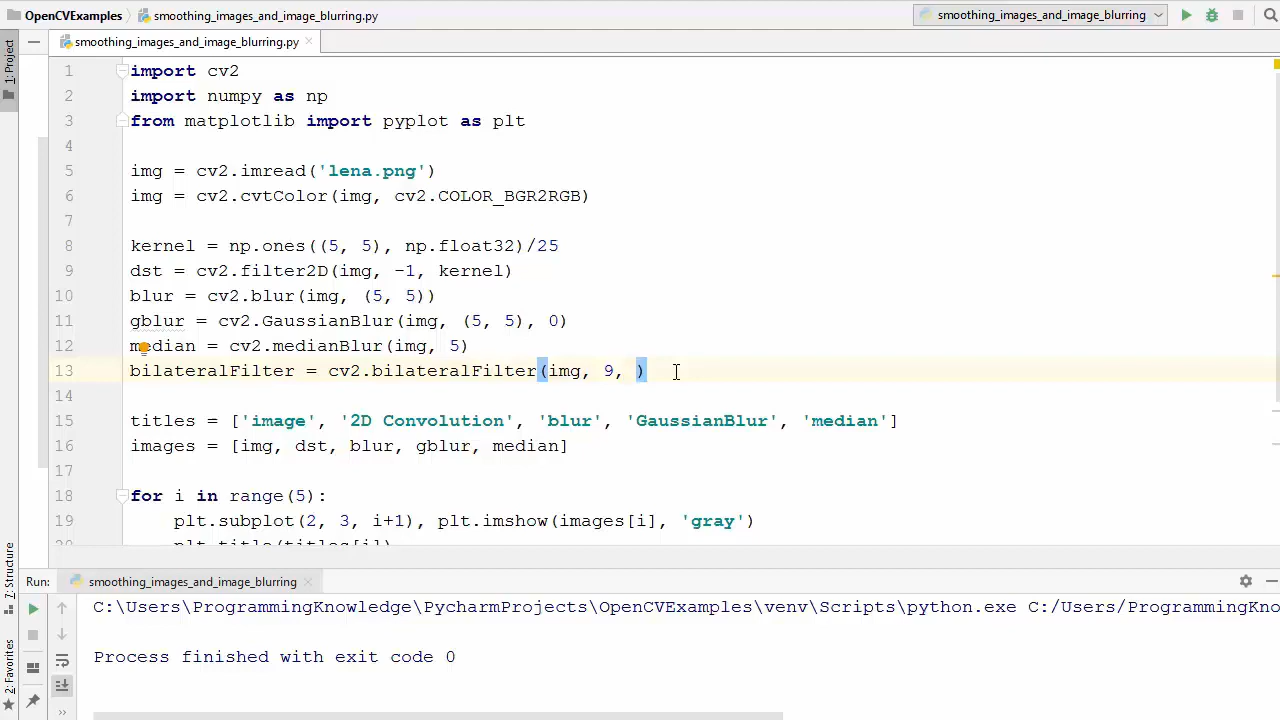 OpenCVExamples smoothing_images_and_image_blurring.py smoothing_images_and_image_blurring
1: Project
smoothing_images_and_image_blurring.py
1 import cv2
2 import numpy as np
3 from matplotlib import pyplot as plt
4
5 img = cv2.imread('lena.png')
6 img = cv2.cvtColor(img, cv2.COLOR_BGR2RGB)
7
8 kernel = np.ones((5, 5), np.float32)/25
9 dst = cv2.filter2D(img, -1, kernel)
10 blur = cv2.blur(img, (5, 5))
11 gblur = cv2.GaussianBlur(img, (5, 5), 0)
12 median = cv2.medianBlur(img, 5)
13 bilateralFilter = cv2.bilateralFilter(img, 9, )
14
15 titles = ['image', '2D Convolution', 'blur', 'GaussianBlur', 'median']
16 images = [img, dst, blur, gblur, median]
17
18 for i in range(5):
19 plt.subplot(2, 3, i+1), plt.imshow(images[i], 'gray')
20 plt.title(titles[i])
7: Structure
2: Favorites
Run: smoothing_images_and_image_blurring
C:\Users\ProgrammingKnowledge\PycharmProjects\OpenCVExamples\venv\Scripts\python.exe C:/Users/ProgrammingKno
Process finished with exit code 0